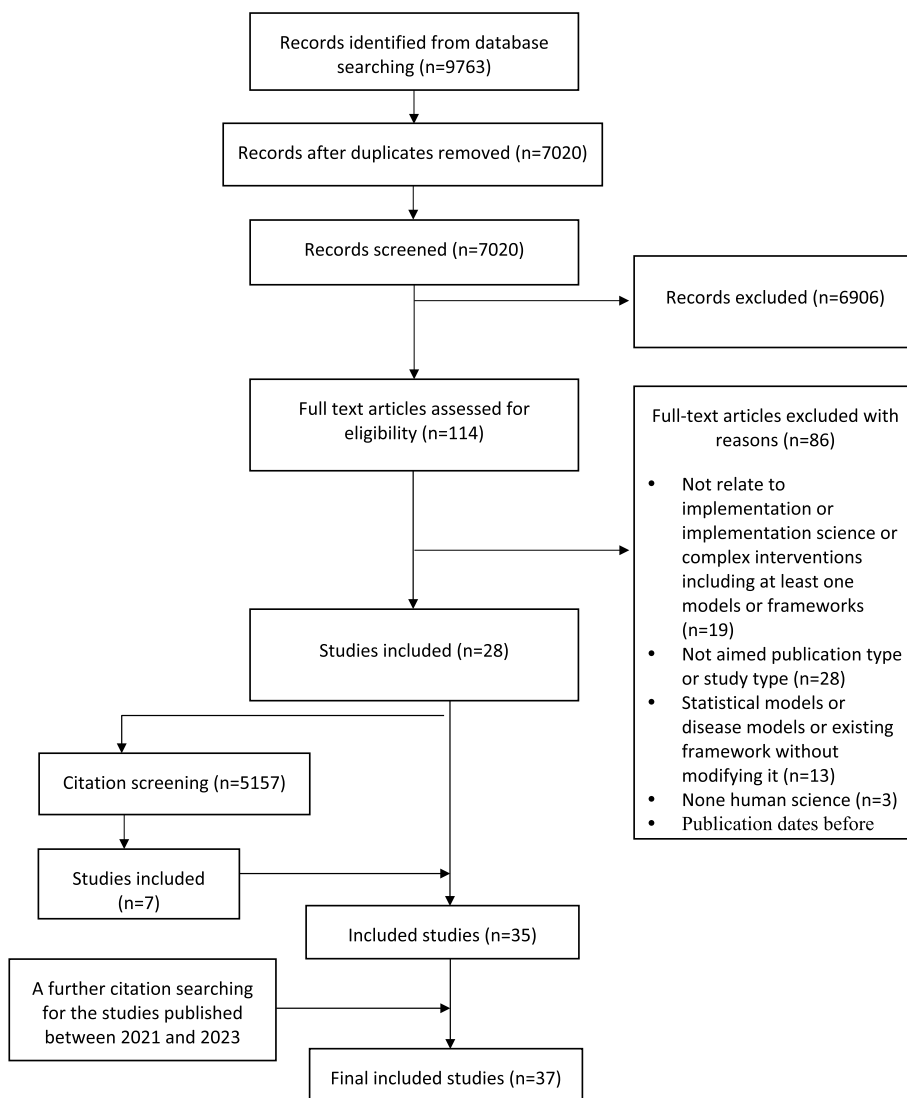 Records identified from database
searching (n=9763)
Records after duplicates removed (n=7020)
Records screened (n=7020)
Records excluded (n=6906)
Full text articles assessed for
eligibility (n=114)
Full-text articles excluded with
reasons (n=86)
• Not relate to
implementation or
implementation science or
complex interventions
including at least one
models or frameworks
(n=19)
• Not aimed publication type
or study type (n=28)
• Statistical models or
disease models or existing
framework without
modifying it (n=13)
• None human science (n=3)
• Publication dates before
Studies included (n=28)
Citation screening (n=5157)
Studies included
(n=7)
Included studies (n=35)
A further citation searching
for the studies published
between 2021 and 2023
Final included studies (n=37)